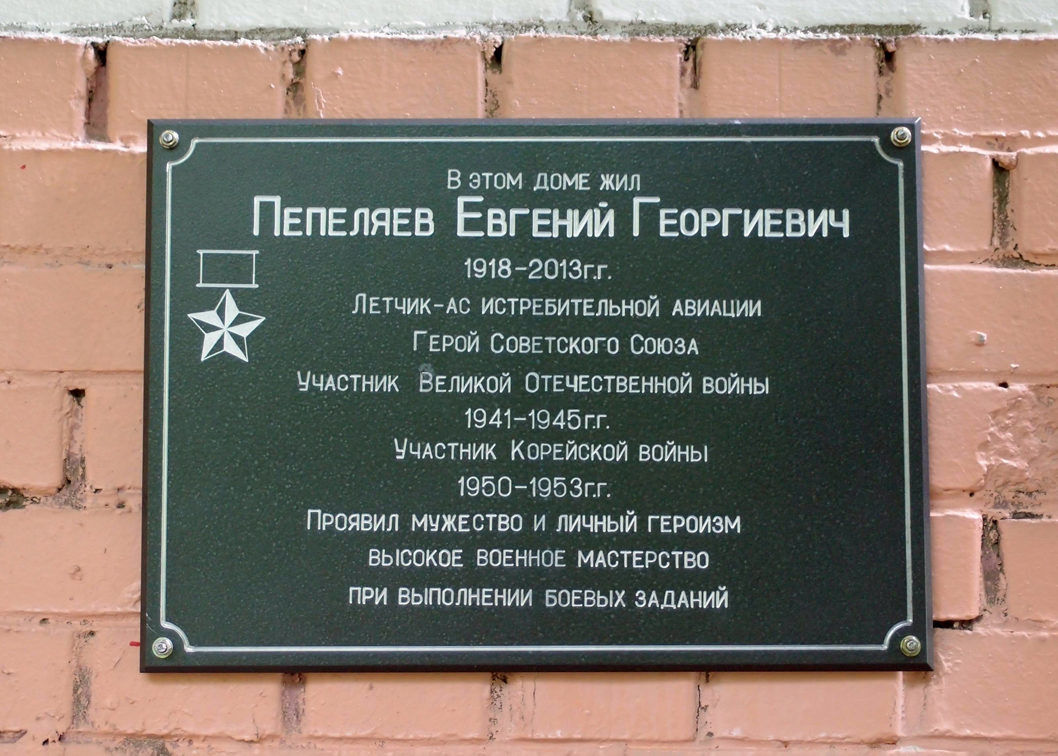 В этом доме жил
Пепеляев Евгений Георгиевич
1918-2013г.г.
Летчик-ас истребительной авиации
Герой Советского Союза
Участник Великой Отечественной войны
1941-1945г.г.
Участник Корейской войны
1950-1953г.г.
Проявил мужество и личный героизм
высокое военное мастерство
при выполнении боевых заданий